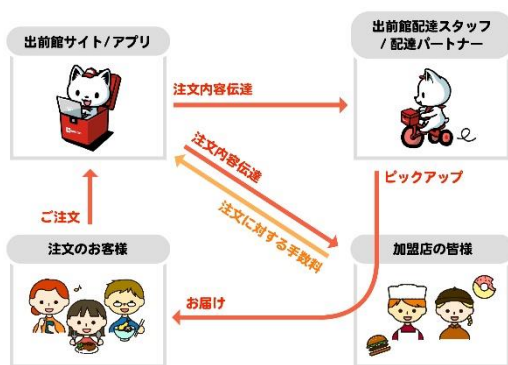 出前館サイト/アプリ
出前館配達スタッフ
/配達パートナー
注文内容伝達
注文内容伝達
注文に対する手数料
ピックアップ
ご注文
注文のお客様
加盟店の皆様
お届け